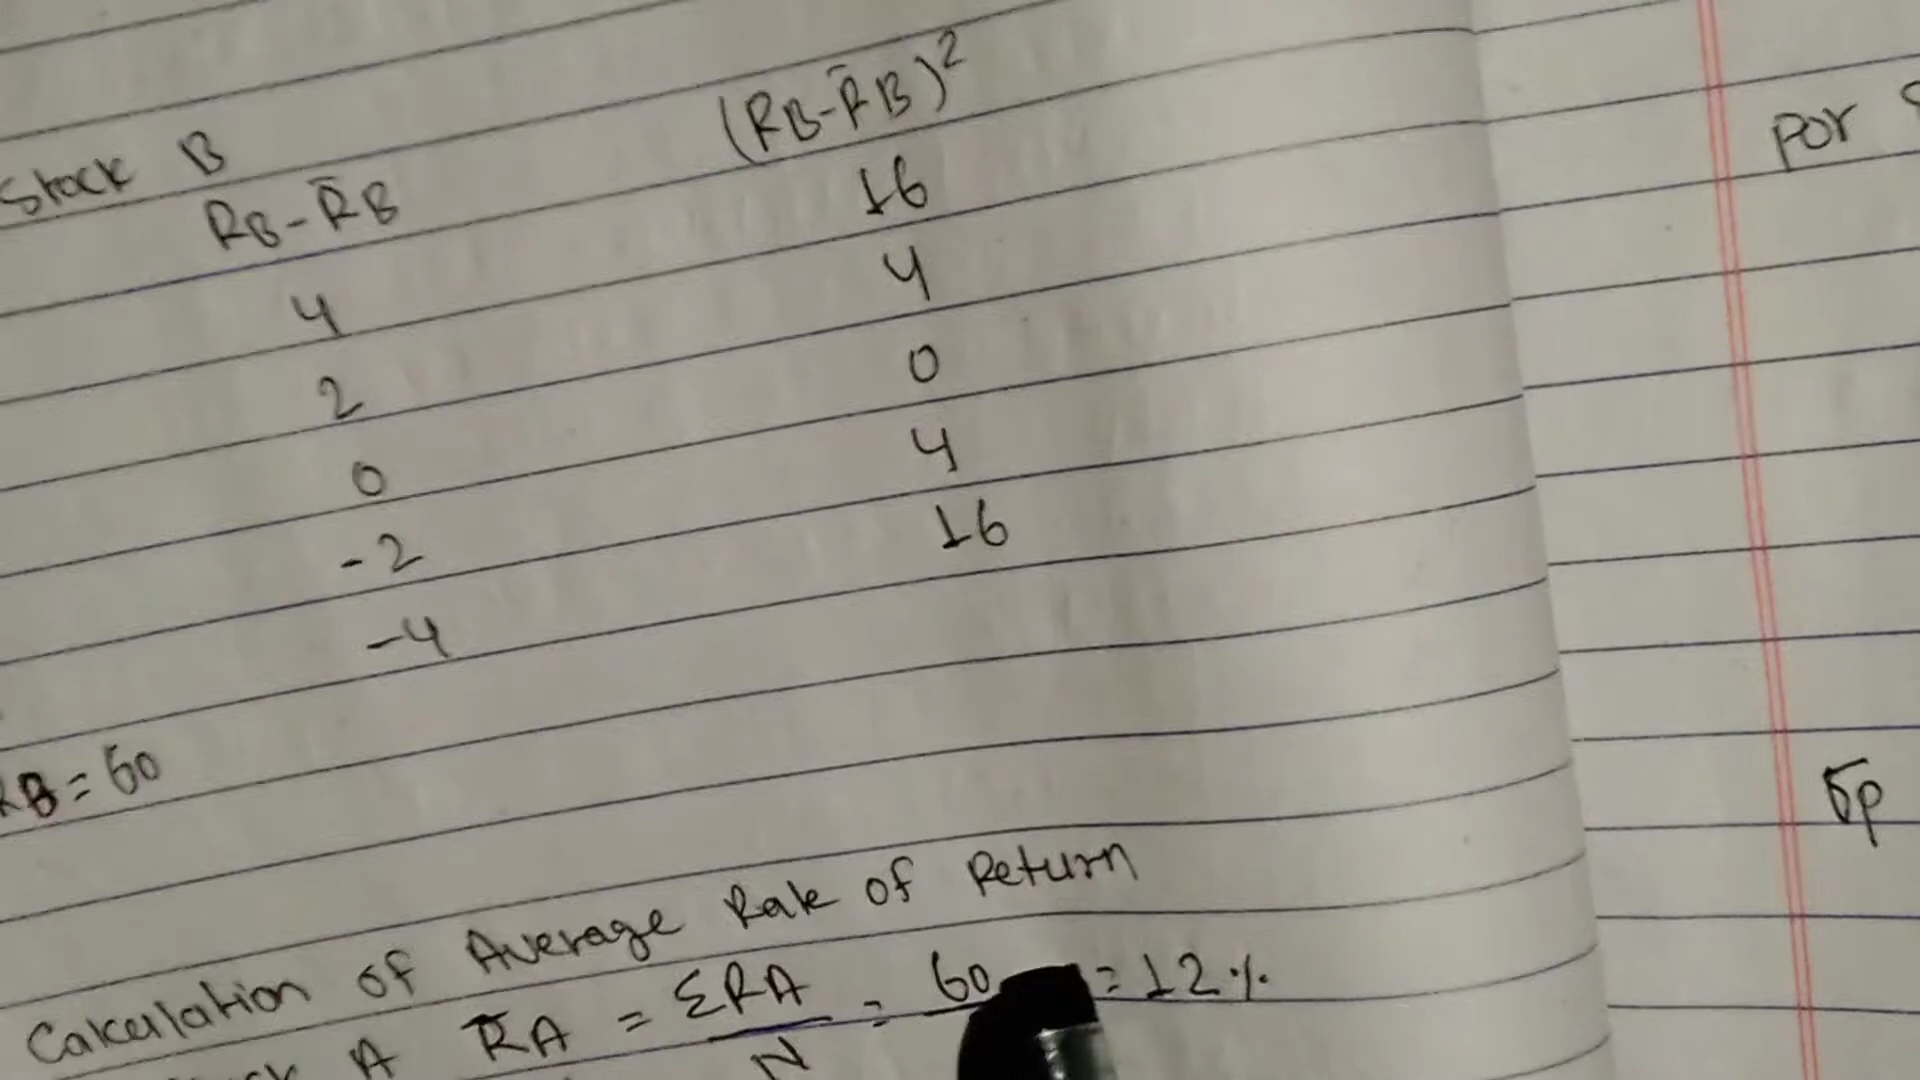 Stock B
RB-R̄B (RB-R̄B)²
4 16
2 4
0 0
-2 4
-4 16
RB=60
Calculation of Average Rate of Return
A R̄A = ΣRA/N = 60 = 12%
Por
σp